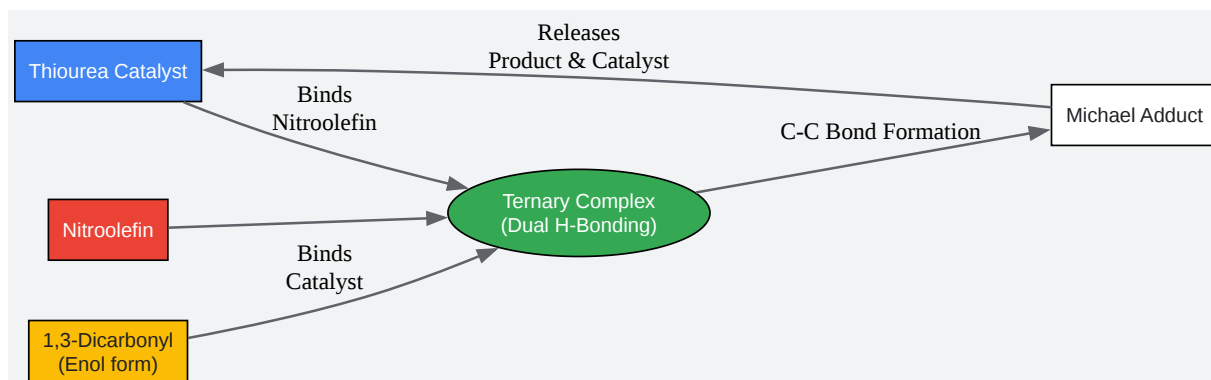 Releases
Product & Catalyst
Thiourea Catalyst
Binds
Nitroolefin
Michael Adduct
C-C Bond Formation
Ternary Complex
(Dual H-Bonding)
Nitroolefin
Binds
Catalyst
1,3-Dicarbonyl
(Enol form)